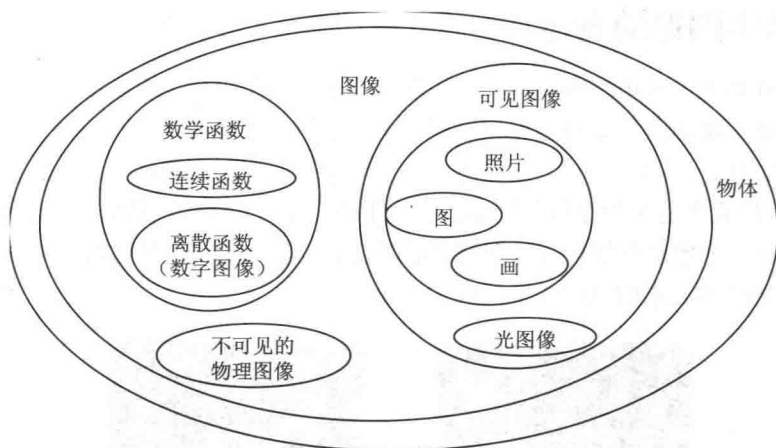 图像
可见图像
数学函数
照片
连续函数
物体
图
离散函数
(数字图像)
画
不可见的
物理图像
光图像